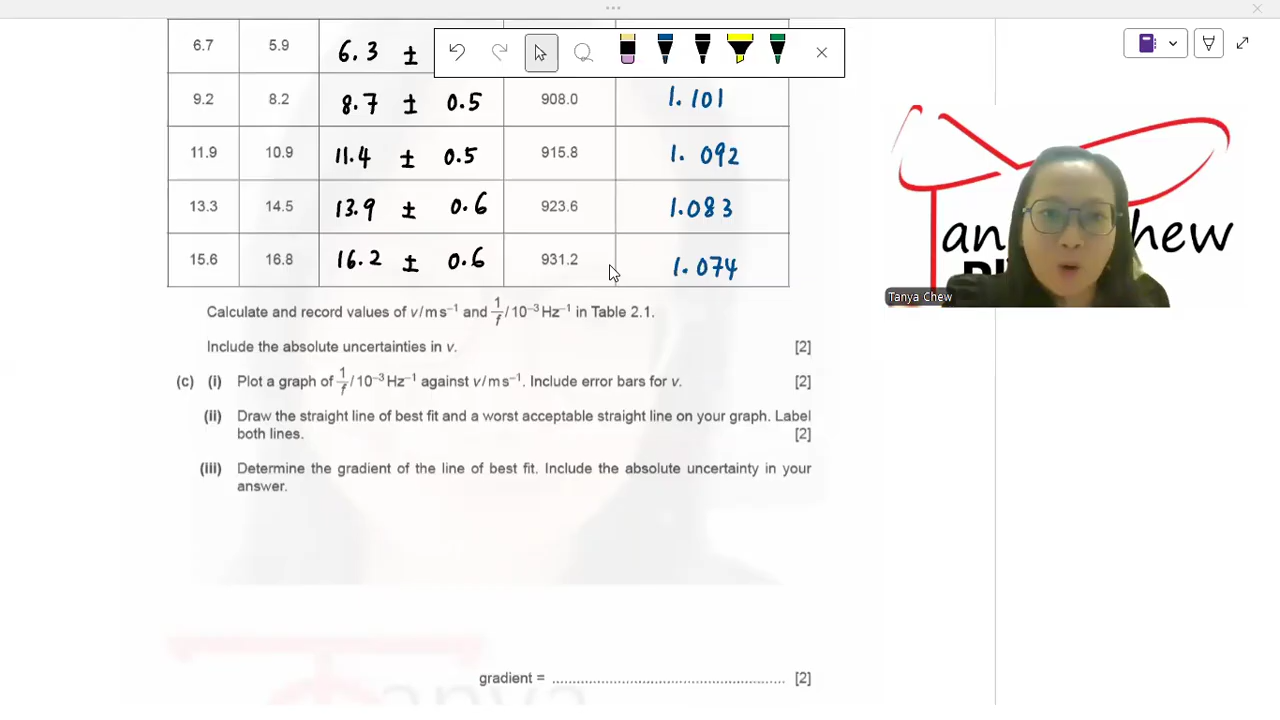 6.7 5.9 6.3 ±
9.2 8.2 8.7 ± 0.5 908.0 1.101
11.9 10.9 11.4 ± 0.5 915.8 1.092
13.3 14.5 13.9 ± 0.6 923.6 1.083
15.6 16.8 16.2 ± 0.6 931.2 1.074
Calculate and record values of v/ms⁻¹ and 1/f /10⁻³Hz⁻¹ in Table 2.1.
Include the absolute uncertainties in v. [2]
(c) (i) Plot a graph of 1/f /10⁻³Hz⁻¹ against v/ms⁻¹. Include error bars for v. [2]
(ii) Draw the straight line of best fit and a worst acceptable straight line on your graph. Label
both lines. [2]
(iii) Determine the gradient of the line of best fit. Include the absolute uncertainty in your
answer.
gradient = ................................................ [2]
Tanya Chew